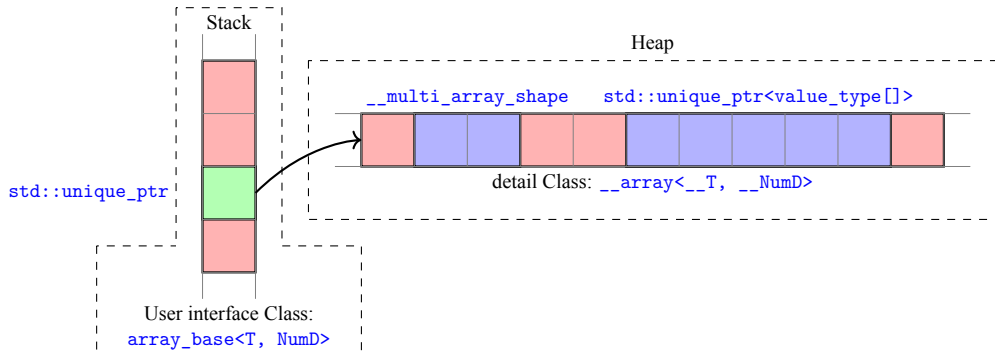 Stack
Heap
__multi_array_shape
std::unique_ptr<value_type[]>
std::unique_ptr
detail Class: __array<__T, __NumD>
User interface Class:
array_base<T, NumD>